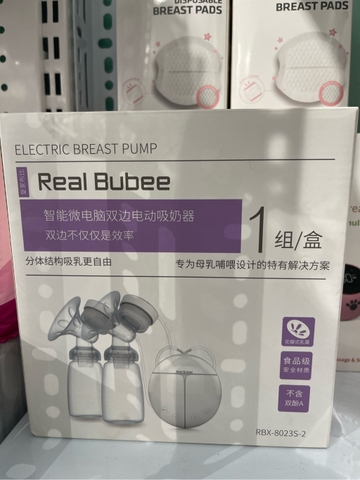 DISPOSABLE
BREAST PADS
BREAST PADS
ELECTRIC BREAST PUMP
Real Bubee
智能微电脑双边电动吸奶器
双边不仅仅是效率
1组/盒
分体结构吸乳更自由
专为母乳哺喂设计的特有解决方案
食品级
安全材质
不含
双酚A
RBX-8023S-2